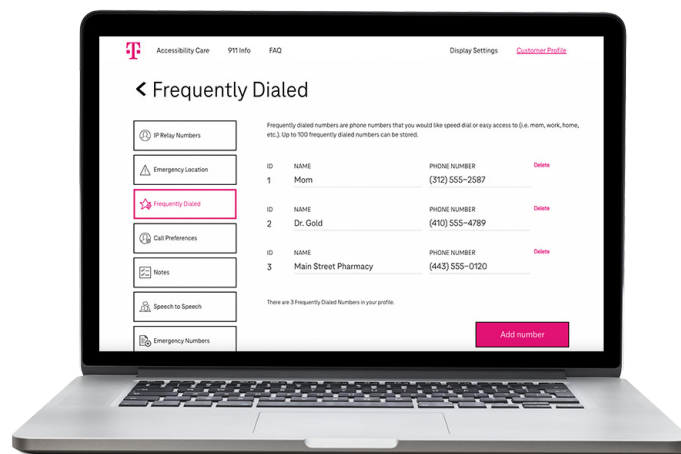 T
Accessibility Care 911 Info FAQ Display Settings Customer Profile
Frequently Dialed
IP Relay Numbers
Emergency Location
Frequently Dialed
Call Preferences
Notes
Speech to Speech
Emergency Numbers
Frequently dialed numbers are phone numbers that you would like speed dial or easy access to (i.e. mom, work, home,
etc.). Up to 100 frequently dialed numbers can be stored.
ID NAME PHONE NUMBER Delete
1 Mom (312) 555-2587
ID NAME PHONE NUMBER Delete
2 Dr. Gold (410) 555-4789
ID NAME PHONE NUMBER Delete
3 Main Street Pharmacy (443) 555-0120
There are 3 Frequently Dialed Numbers in your profile.
Add number